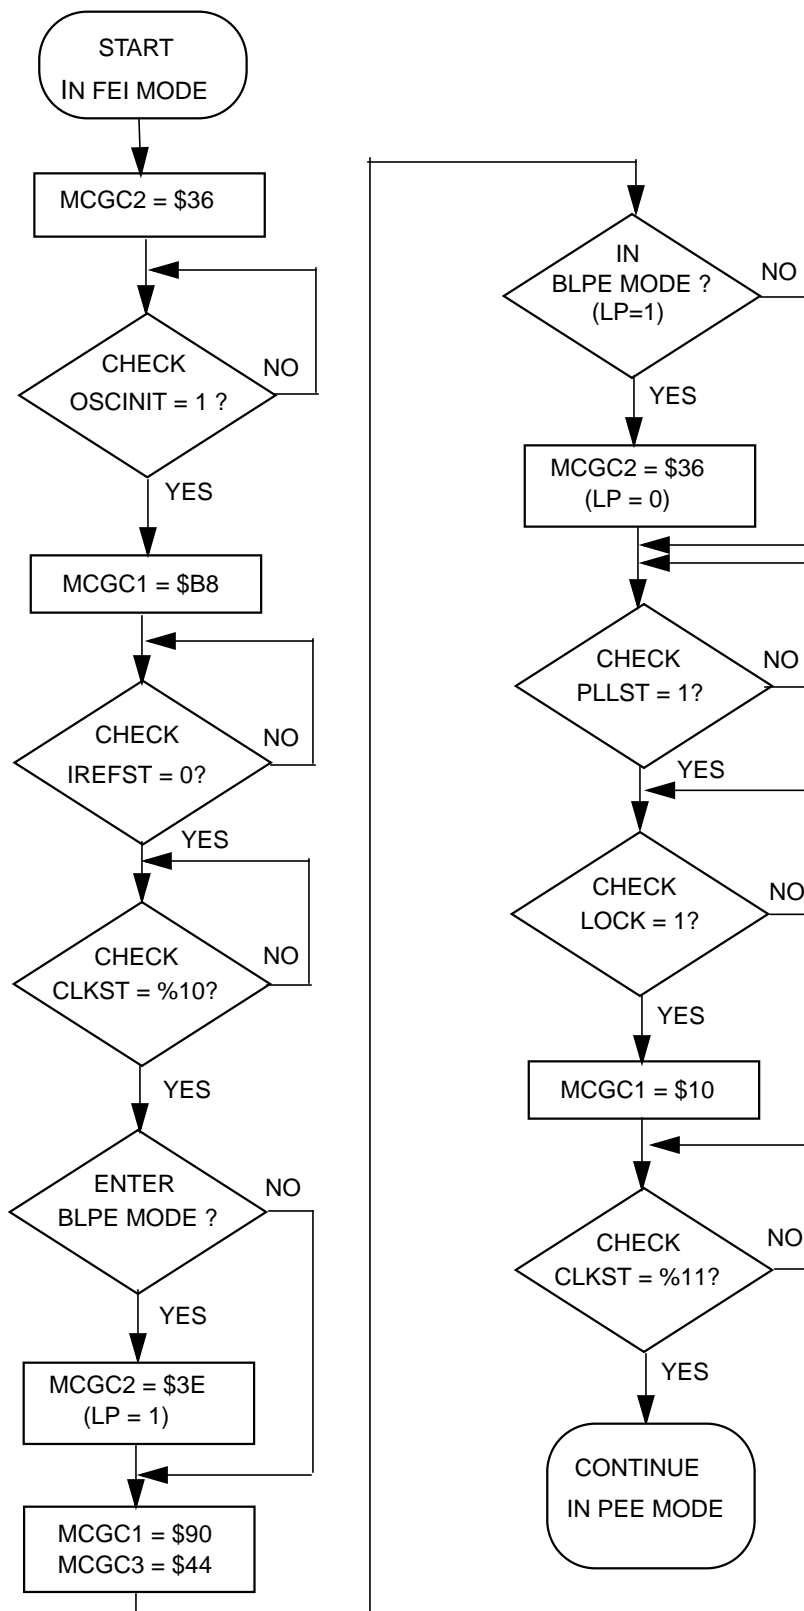 START
IN FEI MODE
MCGC2 = $36
CHECK
OSCINIT = 1 ?
NO
YES
MCGC1 = $B8
CHECK
IREFST = 0?
NO
YES
CHECK
CLKST = %10?
NO
YES
ENTER
BLPE MODE ?
NO
YES
MCGC2 = $3E
(LP = 1)
MCGC1 = $90
MCGC3 = $44
IN
BLPE MODE ?
(LP=1)
NO
YES
MCGC2 = $36
(LP = 0)
CHECK
PLLST = 1?
NO
YES
CHECK
LOCK = 1?
NO
YES
MCGC1 = $10
CHECK
CLKST = %11?
NO
YES
CONTINUE
IN PEE MODE